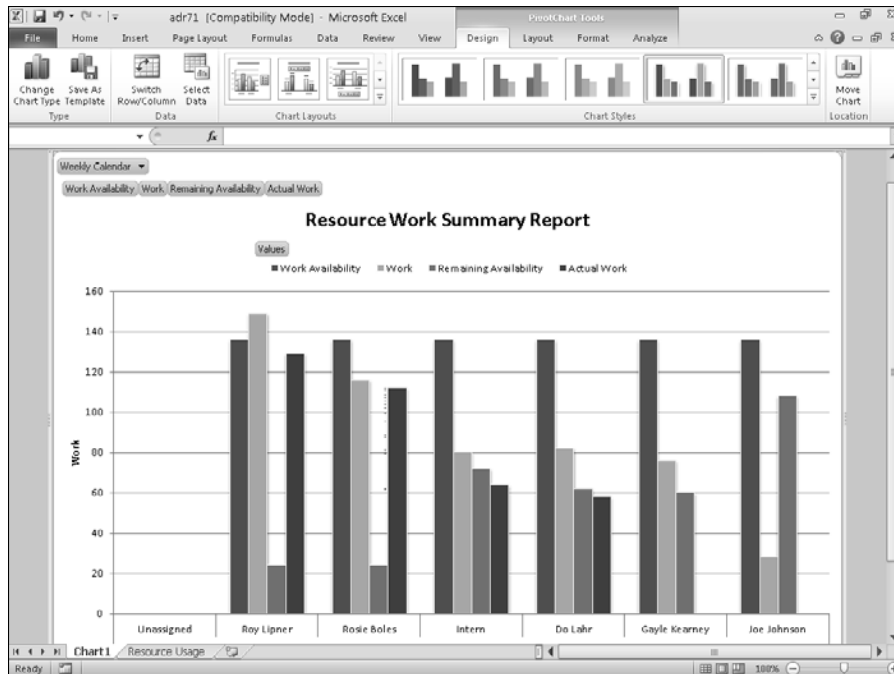 adr71 [Compatibility Mode] - Microsoft Excel
PivotChart Tools
File Home Insert Page Layout Formulas Data Review View Design Layout Format Analyze
Change Chart Type
Save As Template
Switch Row/Column
Select Data
Move Chart
Type Data Chart Layouts Chart Styles Location
fx
Weekly Calendar
Work Availability Work Remaining Availability Actual Work
Resource Work Summary Report
Values
Work Availability Work Remaining Availability Actual Work
160
140
120
100
80
60
40
20
0
Work
Unassigned Roy Lipner Rosie Boles Intern Do Lahr Gayle Kearney Joe Johnson
Chart1 Resource Usage
Ready 100%